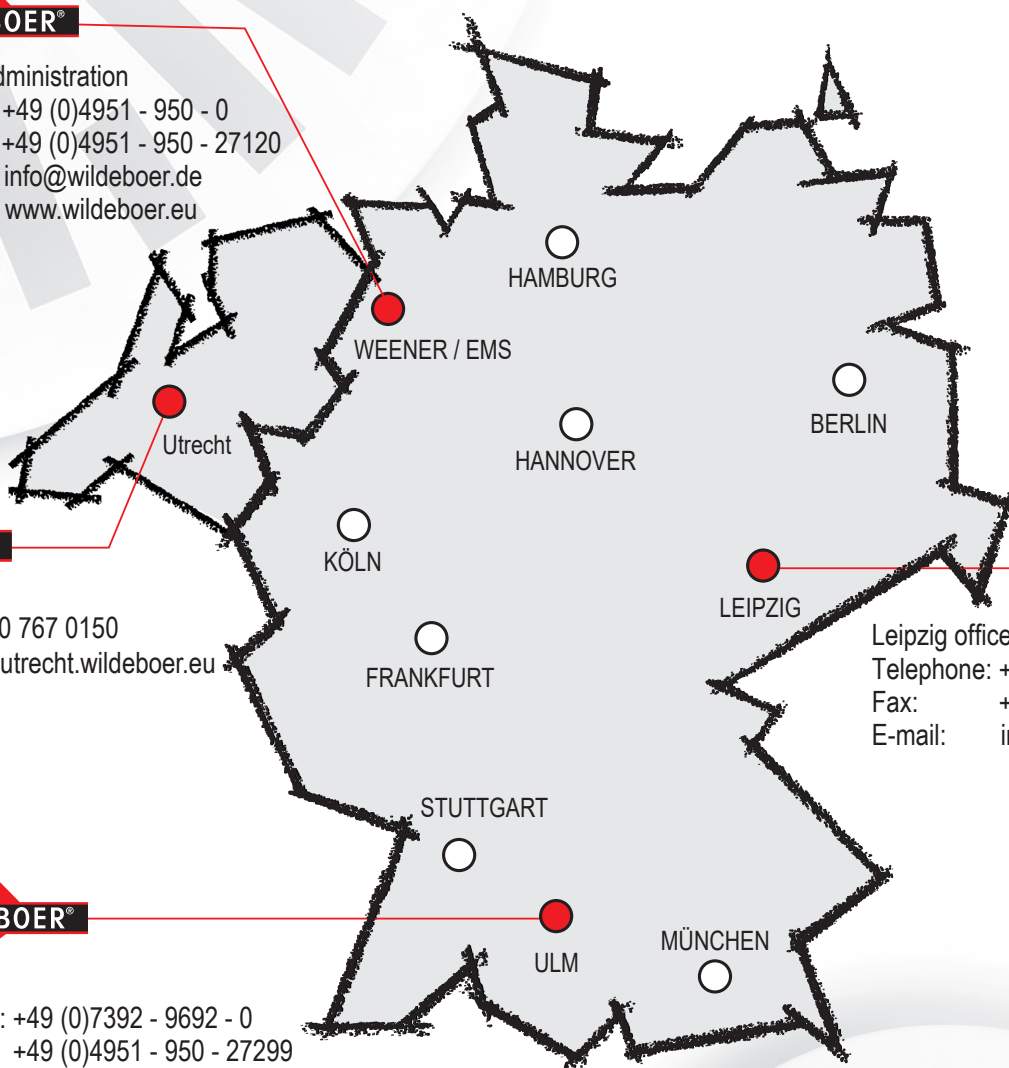 BOER®
+49 (0)4951 - 950 - 0
+49 (0)4951 - 950 - 27120
info@wildeboer.de
www.wildeboer.eu
HAMBURG
WEENER / EMS
BERLIN
Utrecht
HANNOVER
KÖLN
LEIPZIG
0 767 0150
utrecht.wildeboer.eu
Leipzig office
Telephone: +
Fax: +
E-mail:
FRANKFURT
STUTTGART
BOER®
ULM
MÜNCHEN
: +49 (0)7392 - 9692 - 0
+49 (0)4951 - 950 - 27299